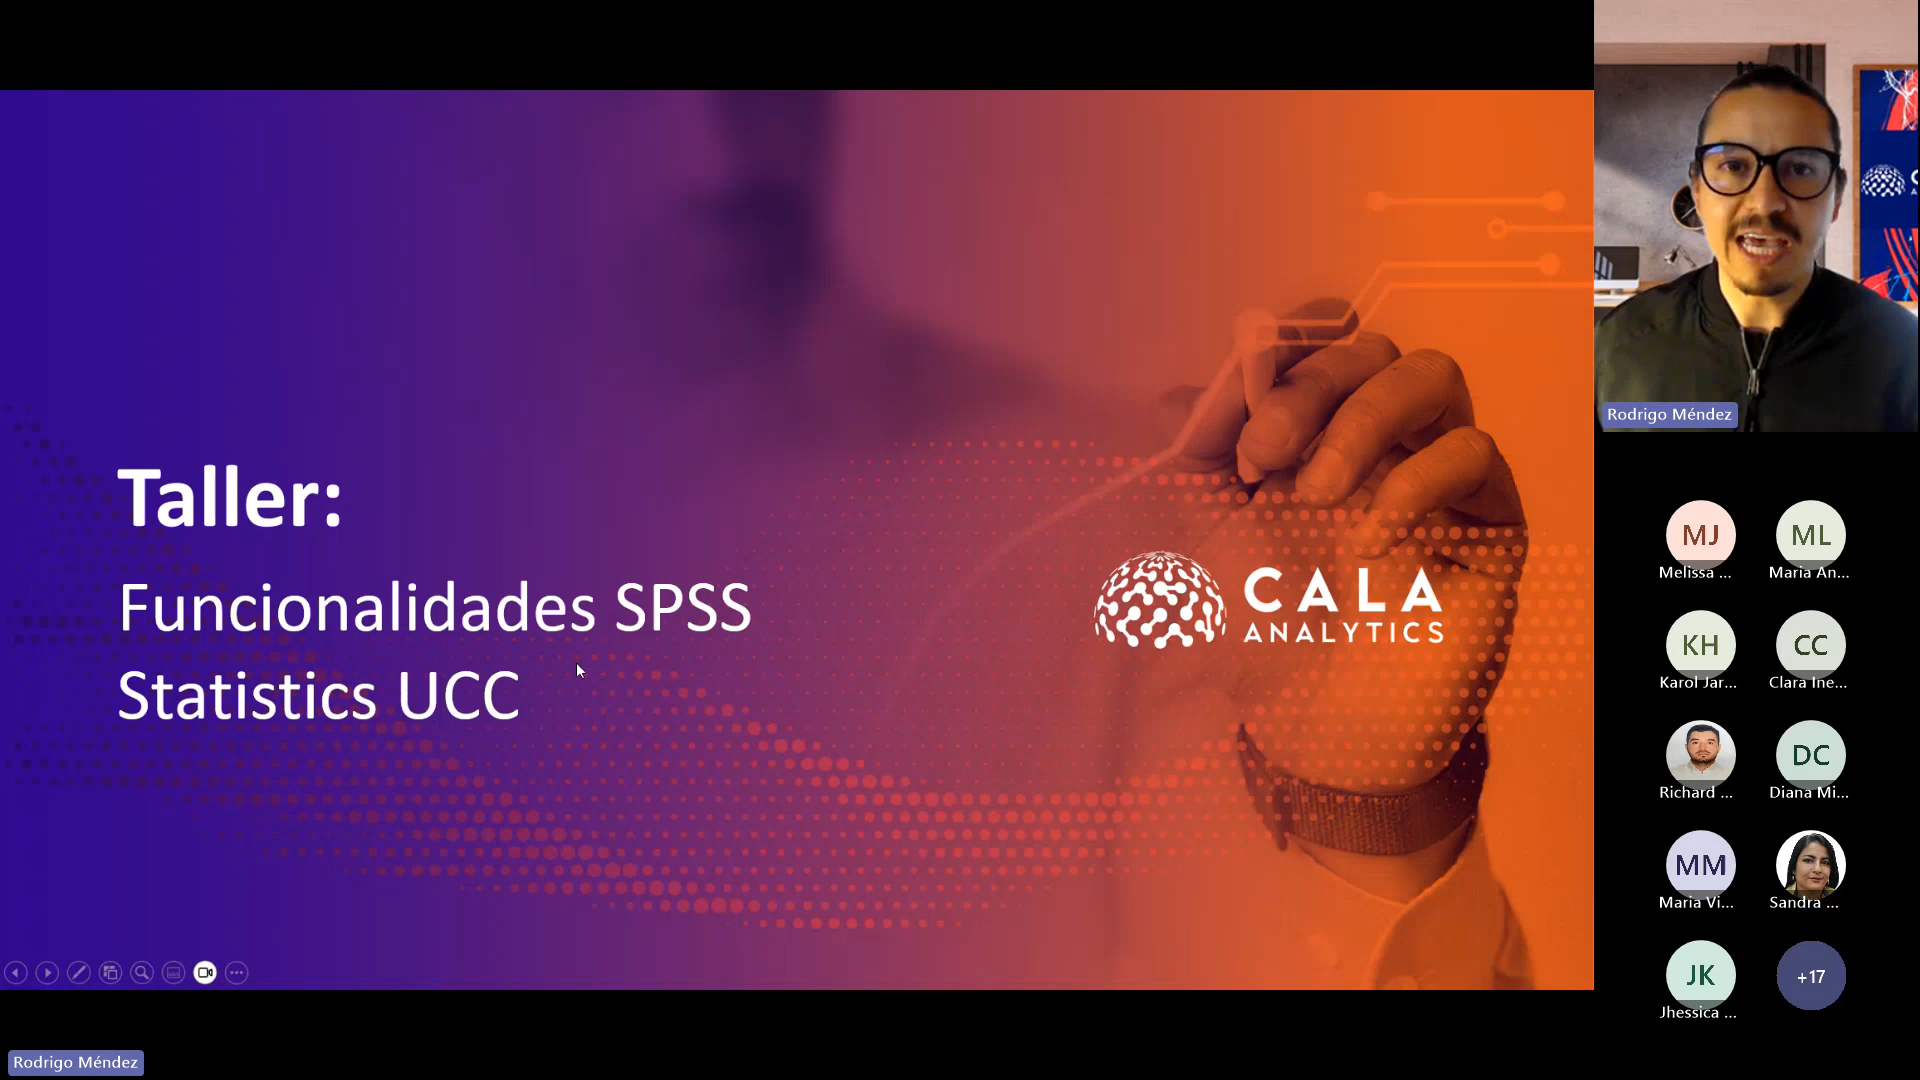 Taller:
Funcionalidades SPSS
Statistics UCC
CALA
ANALYTICS
Rodrigo Méndez
MJ
Melissa ...
ML
Maria An...
KH
Karol Jar...
CC
Clara Ine...
Richard ...
DC
Diana Mi...
MM
Maria Vi...
Sandra ...
JK
Jhessica ...
+17
Rodrigo Méndez